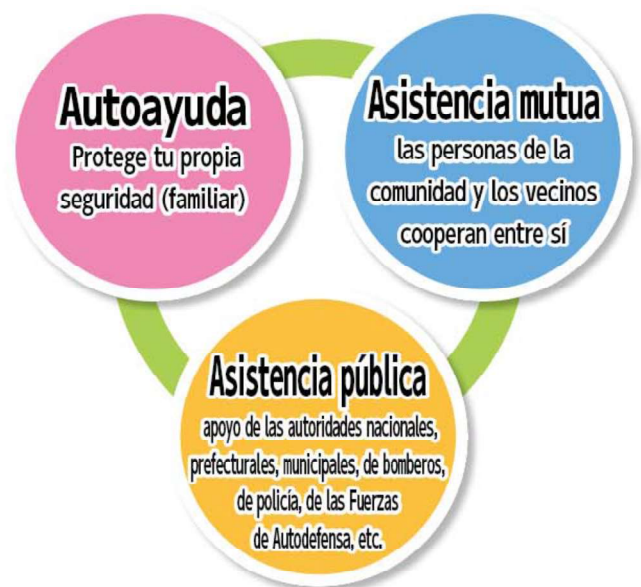 Autoayuda
Protege tu propia
seguridad (familiar)
Asistencia mutua
las personas de la
comunidad y los vecinos
cooperan entre sí
Asistencia pública
apoyo de las autoridades nacionales,
prefecturales, municipales, de bomberos,
de policía, de las Fuerzas
de Autodefensa, etc.